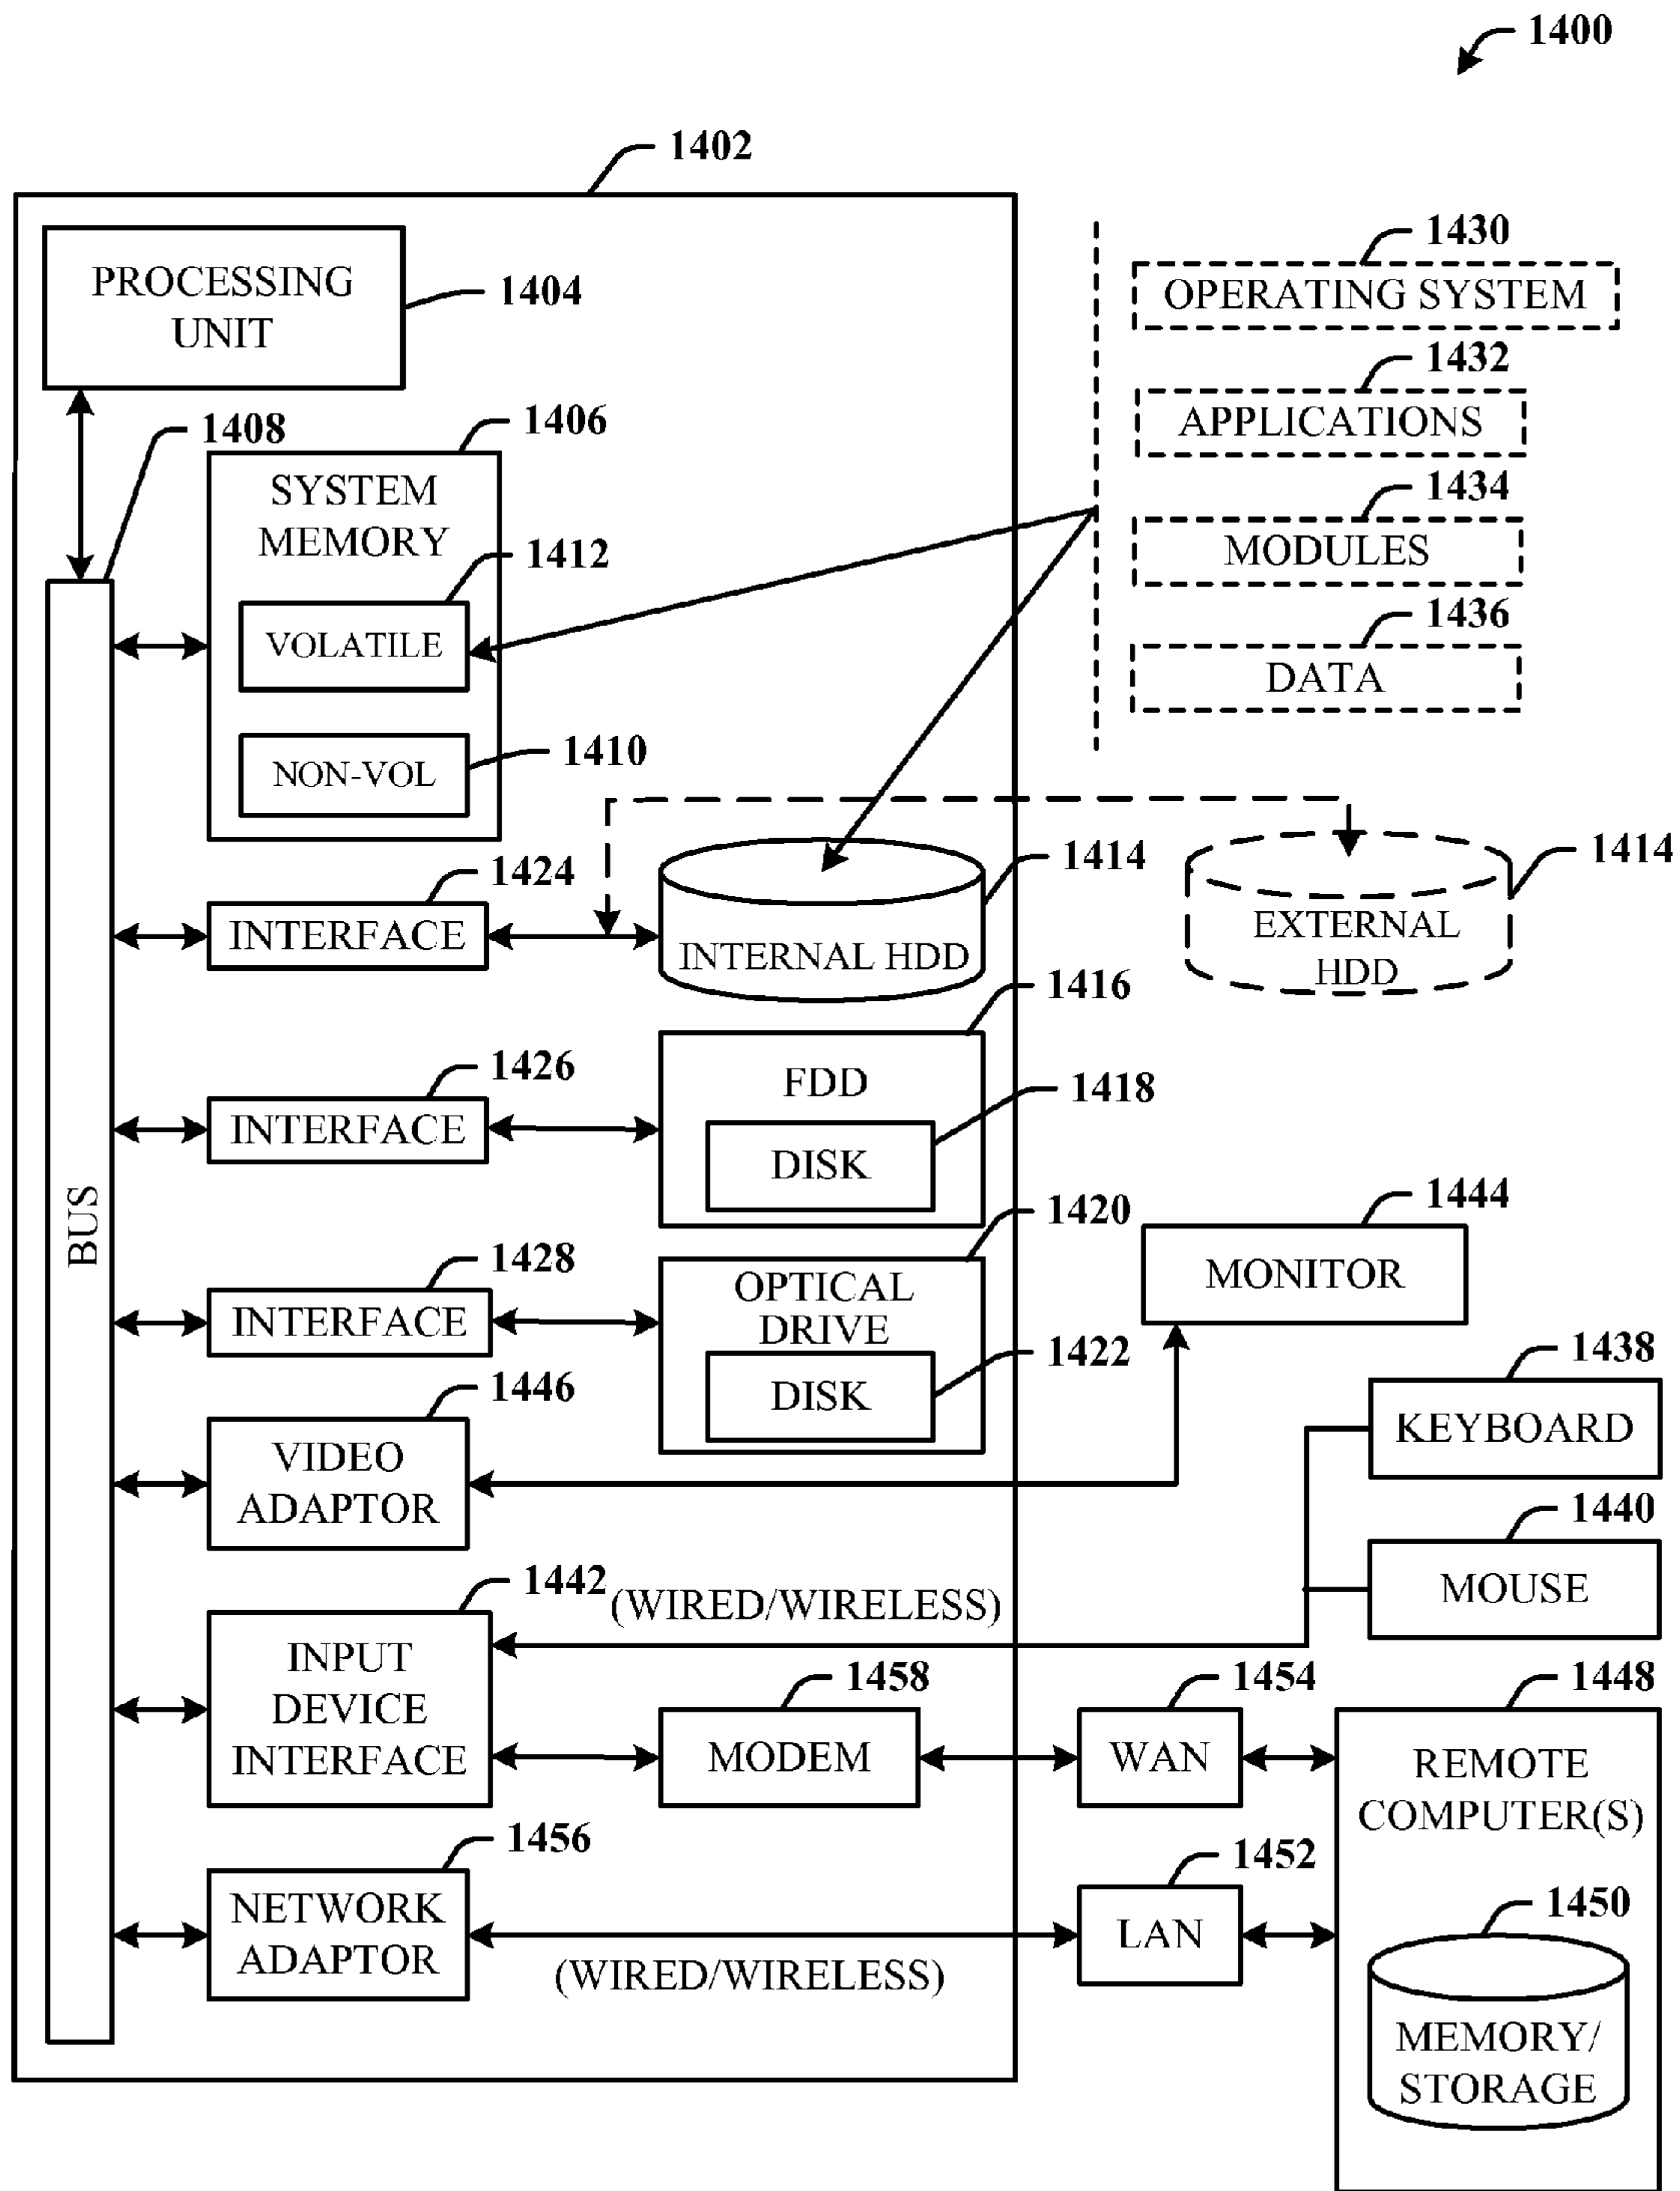 1400
1402
PROCESSING
UNIT
1404
1430
OPERATING SYSTEM
1432
APPLICATIONS
1434
MODULES
1436
DATA
1408
1406
SYSTEM
MEMORY
1412
VOLATILE
1410
NON-VOL
1424
INTERFACE
1414
INTERNAL HDD
1414
EXTERNAL
HDD
1416
FDD
1426
INTERFACE
1418
DISK
BUS
1420
OPTICAL
DRIVE
1428
INTERFACE
1422
DISK
1444
MONITOR
1446
VIDEO
ADAPTOR
1438
KEYBOARD
1440
MOUSE
1442
(WIRED/WIRELESS)
INPUT
DEVICE
INTERFACE
1458
MODEM
1454
WAN
1448
REMOTE
COMPUTER(S)
1456
NETWORK
ADAPTOR
(WIRED/WIRELESS)
1452
LAN
1450
MEMORY/
STORAGE